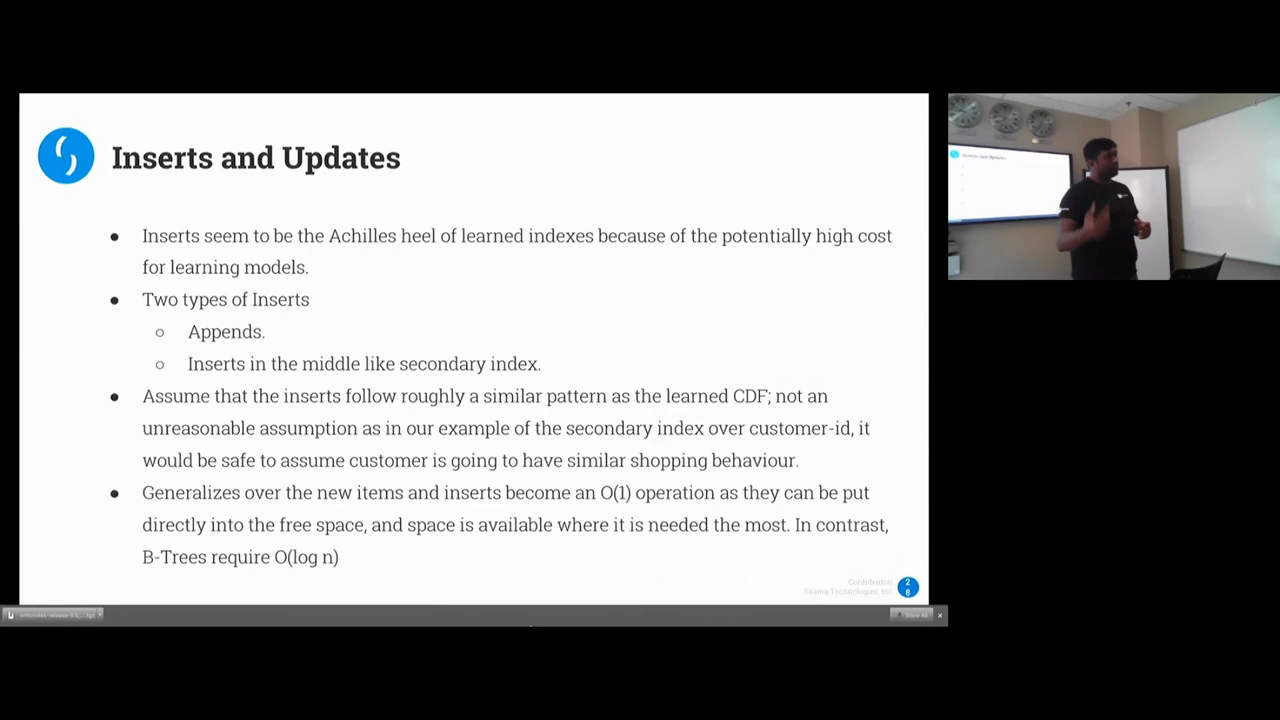 Inserts and Updates
● Inserts seem to be the Achilles heel of learned indexes because of the potentially high cost
for learning models.
● Two types of Inserts
○ Appends.
○ Inserts in the middle like secondary index.
● Assume that the inserts follow roughly a similar pattern as the learned CDF; not an
unreasonable assumption as in our example of the secondary index over customer-id, it
would be safe to assume customer is going to have similar shopping behaviour.
● Generalizes over the new items and inserts become an O(1) operation as they can be put
directly into the free space, and space is available where it is needed the most. In contrast,
B-Trees require O(log n)
Confidential
Technologies, Inc
2
8
Show All
Inserts and Updates